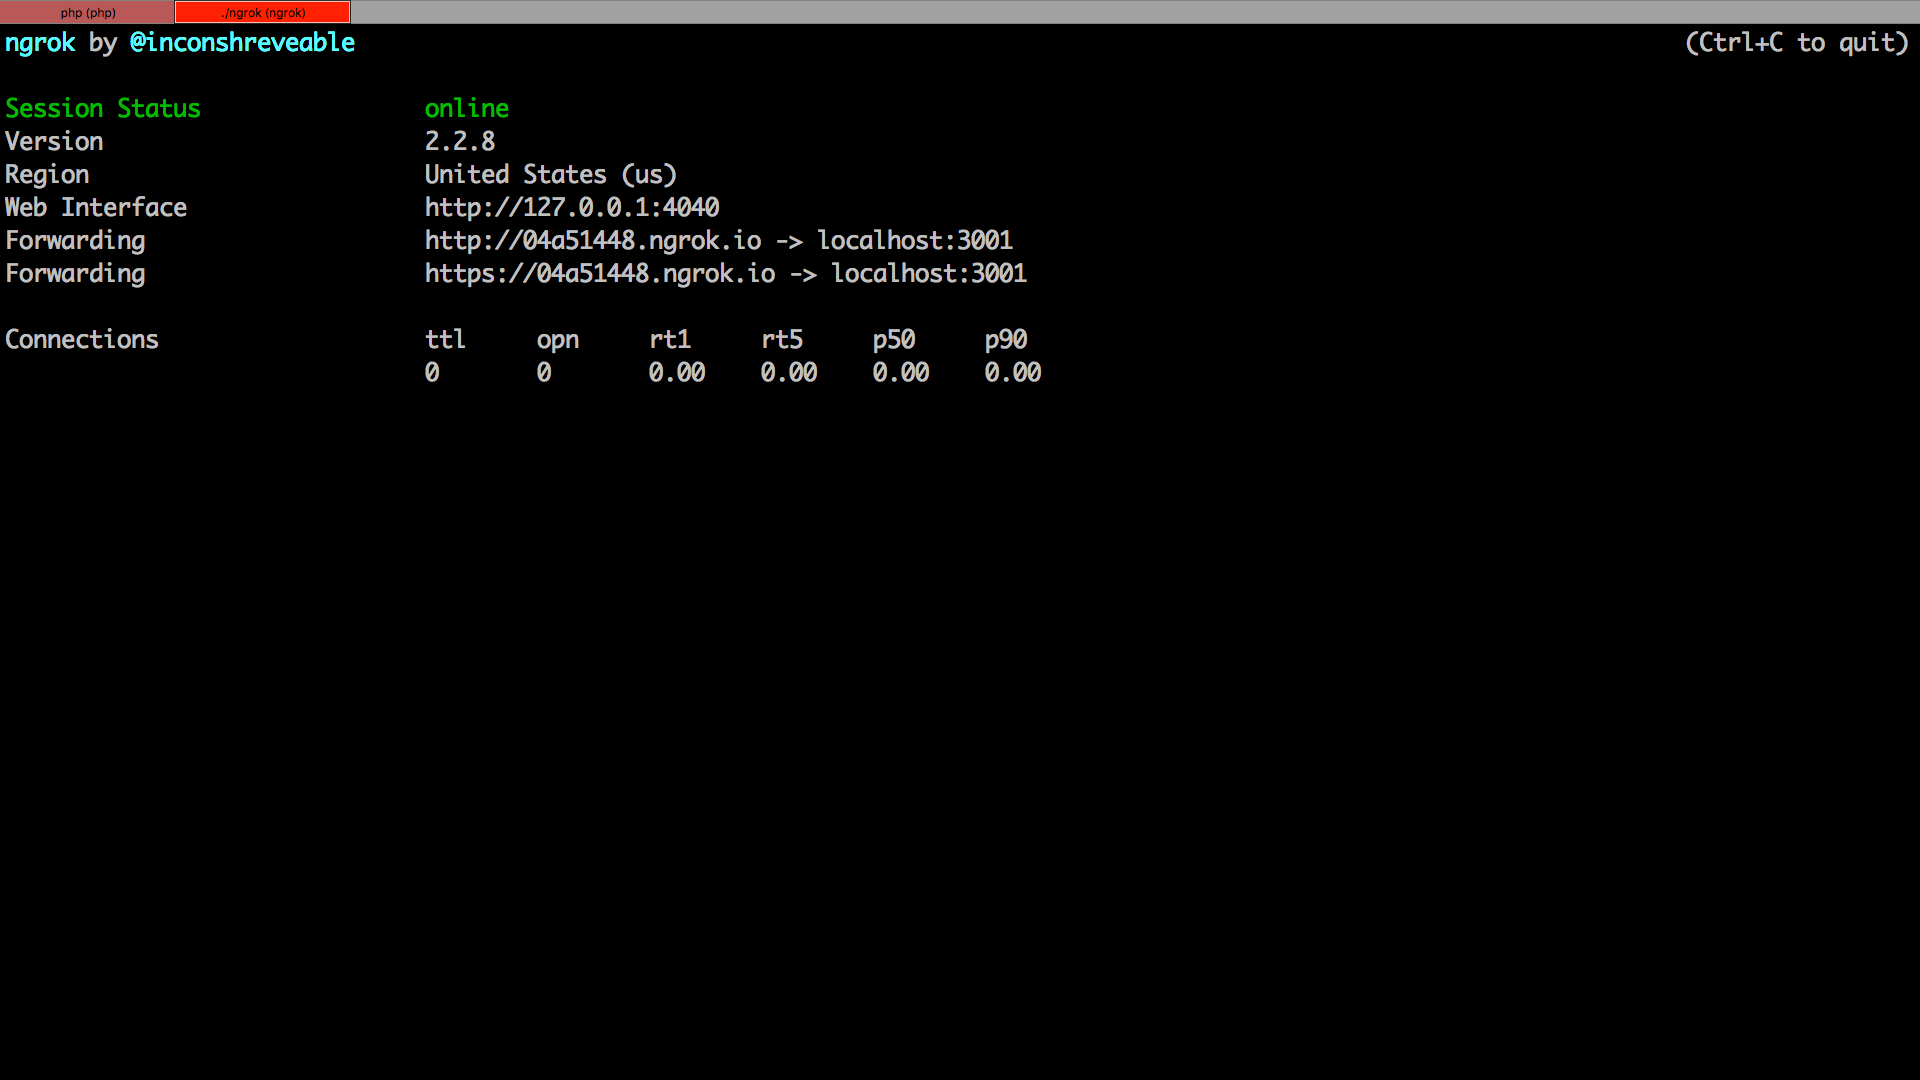 php (php) ./ngrok (ngrok)
ngrok by @inconshreveable (Ctrl+C to quit)
Session Status online
Version 2.2.8
Region United States (us)
Web Interface http://127.0.0.1:4040
Forwarding http://04a51448.ngrok.io -> localhost:3001
Forwarding https://04a51448.ngrok.io -> localhost:3001
Connections ttl opn rt1 rt5 p50 p90
0 0 0.00 0.00 0.00 0.00